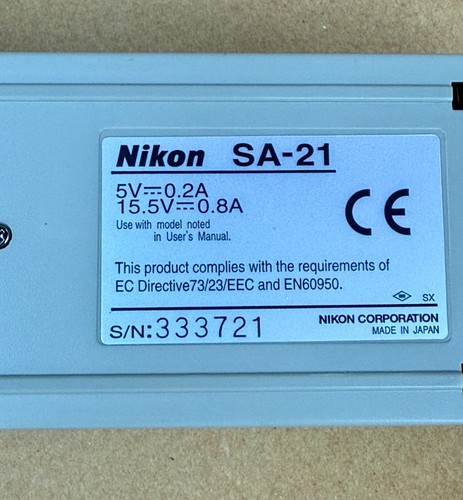 Nikon SA-21
5V⎓0.2A
15.5V⎓0.8A
Use with model noted
in User's Manual.
CE
This product complies with the requirements of
EC Directive73/23/EEC and EN60950.
SX
S/N:333721
NIKON CORPORATION
MADE IN JAPAN